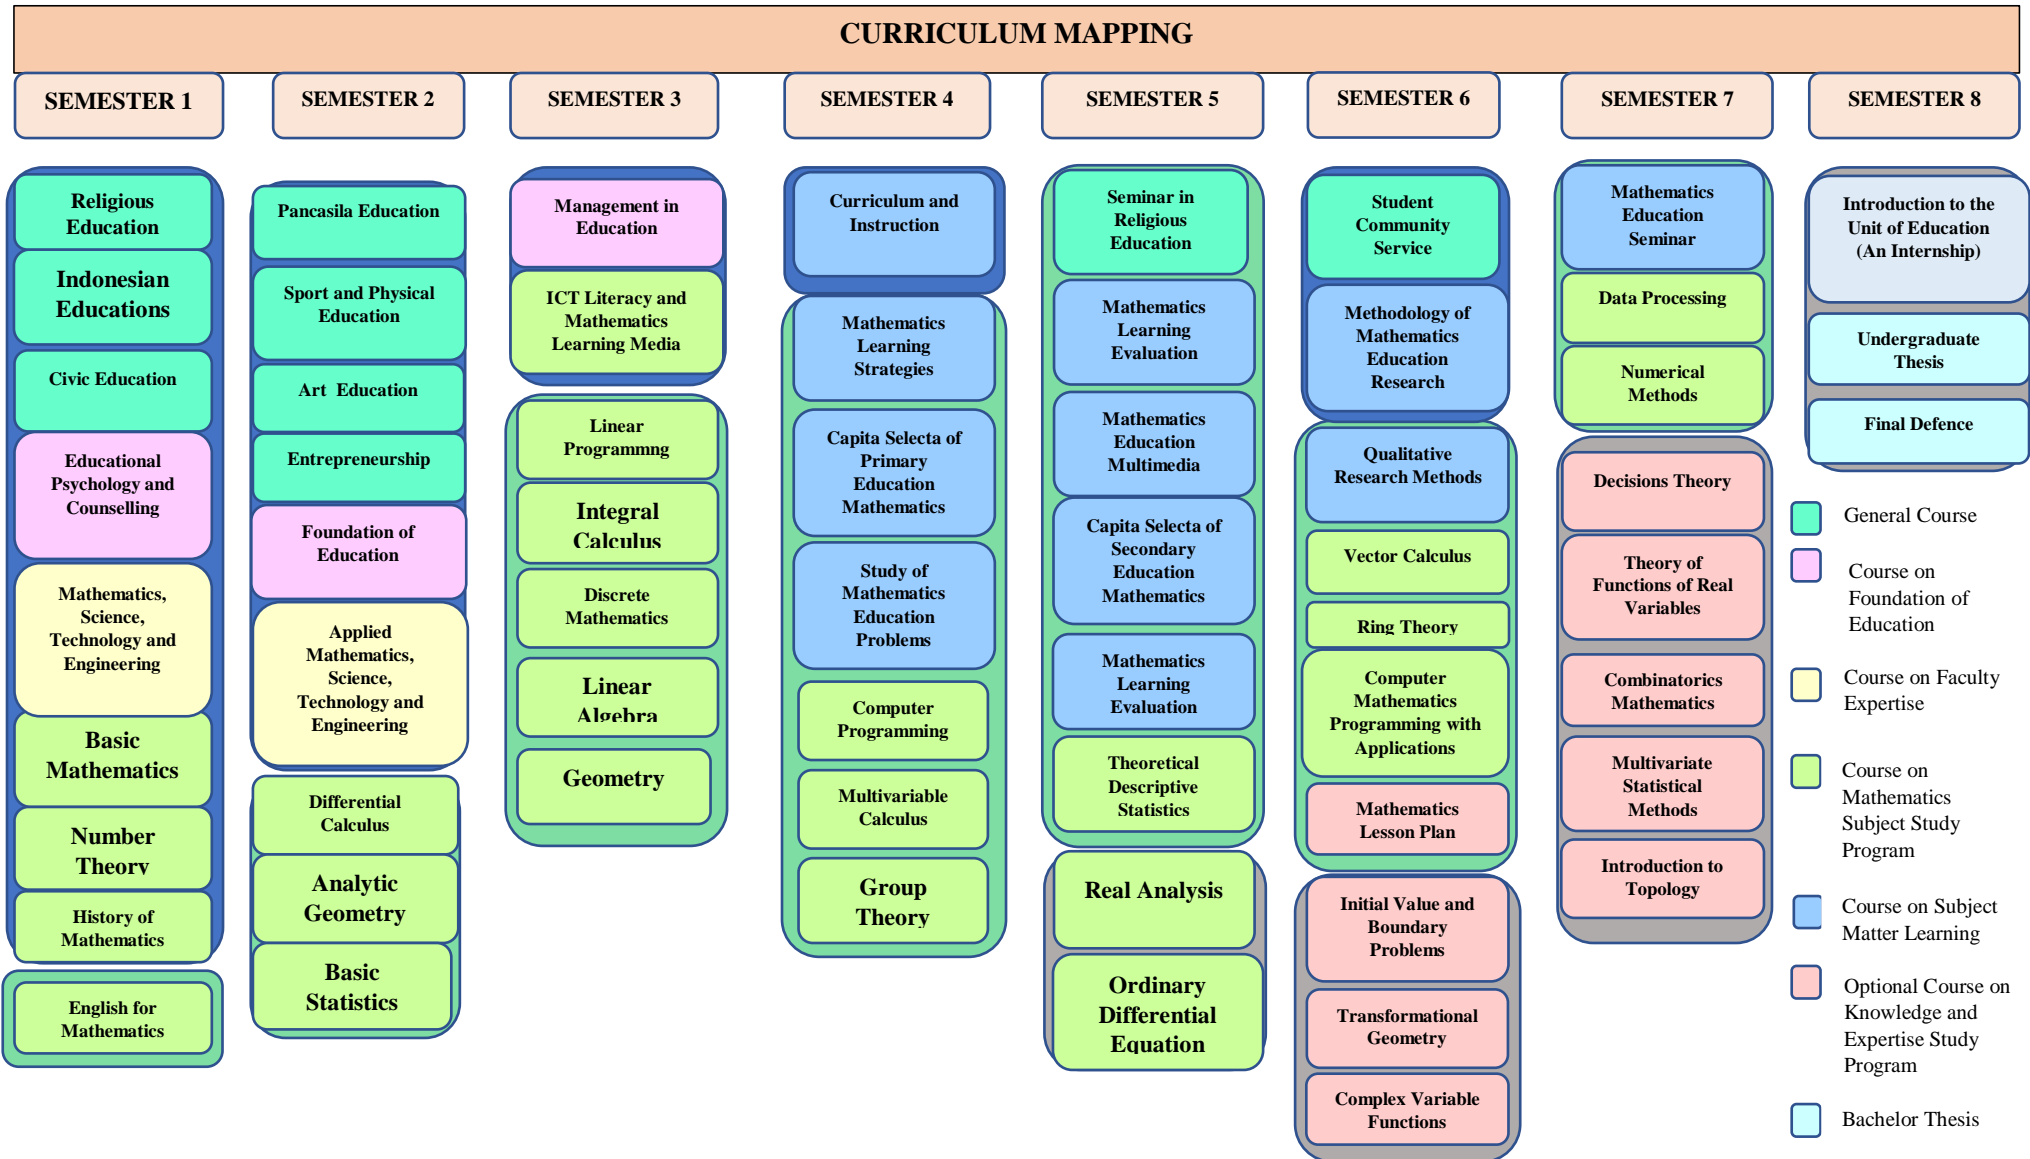 CURRICULUM MAPPING
SEMESTER 1
Religious
Education
Indonesian
Educations
Civic Education
Educational
Psychology and
Counselling
Mathematics,
Science,
Technology and
Engineering
Basic
Mathematics
Number
Theory
History of
Mathematics
English for
Mathematics
SEMESTER 2
Pancasila Education
Sport and Physical
Education
Art Education
Entrepreneurship
Foundation of
Education
Applied
Mathematics,
Science,
Technology and
Engineering
Differential
Calculus
Analytic
Geometry
Basic
Statistics
SEMESTER 3
Management in
Education
ICT Literacy and
Mathematics
Learning Media
Linear
Programmng
Integral
Calculus
Discrete
Mathematics
Linear
Algebra
Geometry
SEMESTER 4
Curriculum and
Instruction
Mathematics
Learning
Strategies
Capita Selecta of
Primary
Education
Mathematics
Study of
Mathematics
Education
Problems
Computer
Programming
Multivariable
Calculus
Group
Theory
SEMESTER 5
Seminar in
Religious
Education
Mathematics
Learning
Evaluation
Mathematics
Education
Multimedia
Capita Selecta of
Secondary
Education
Mathematics
Mathematics
Learning
Evaluation
Theoretical
Descriptive
Statistics
Real Analysis
Ordinary
Differential
Equation
SEMESTER 6
Student
Community
Service
Methodology of
Mathematics
Education
Research
Qualitative
Research Methods
Vector Calculus
Ring Theory
Computer
Mathematics
Programming with
Applications
Mathematics
Lesson Plan
Initial Value and
Boundary
Problems
Transformational
Geometry
Complex Variable
Functions
SEMESTER 7
Mathematics
Education
Seminar
Data Processing
Numerical
Methods
Decisions Theory
Theory of
Functions of Real
Variables
Combinatorics
Mathematics
Multivariate
Statistical
Methods
Introduction to
Topology
SEMESTER 8
Introduction to the
Unit of Education
(An Internship)
Undergraduate
Thesis
Final Defence
General Course
Course on
Foundation of
Education
Course on Faculty
Expertise
Course on
Mathematics
Subject Study
Program
Course on Subject
Matter Learning
Optional Course on
Knowledge and
Expertise Study
Program
Bachelor Thesis